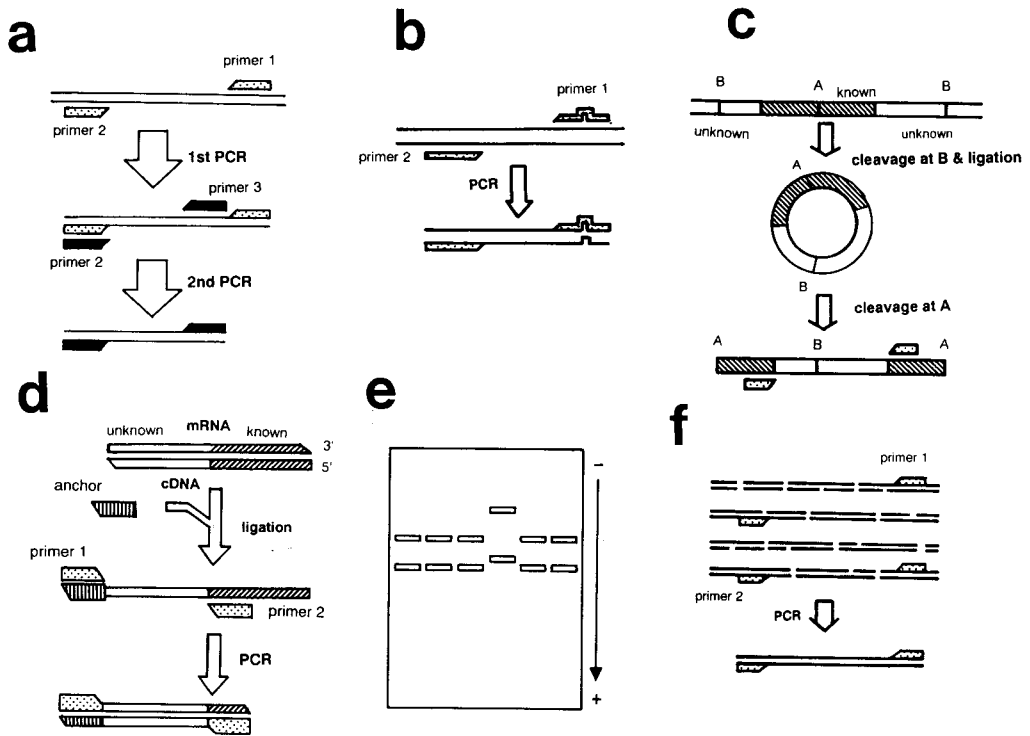 a
primer 1
primer 2
1st PCR
primer 3
primer 2
2nd PCR
b
primer 1
primer 2
PCR
c
B A B
known
unknown unknown
cleavage at B & ligation
A
B
cleavage at A
A B A
d
unknown mRNA known
3'
5'
anchor
cDNA
ligation
primer 1
primer 2
PCR
e
−
+
f
primer 1
primer 2
PCR